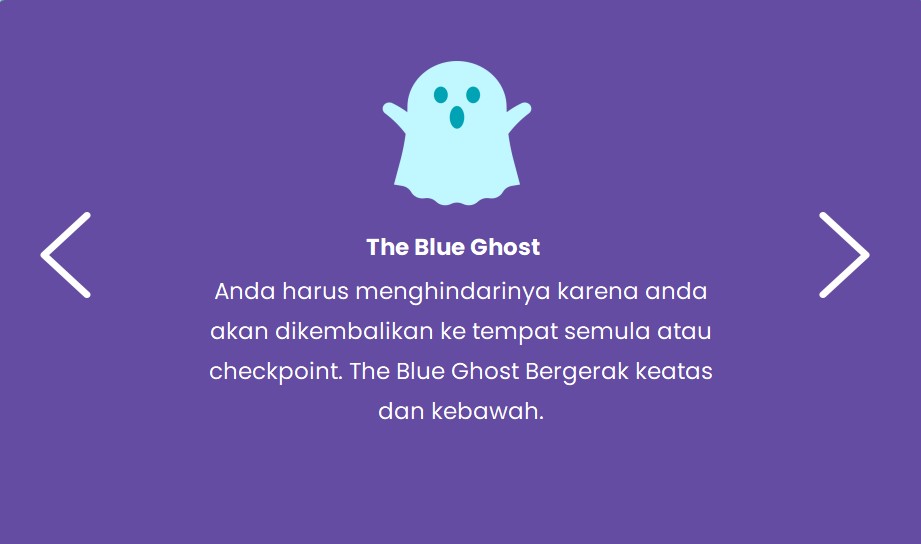 The Blue Ghost
Anda harus menghindarinya karena anda
akan dikembalikan ke tempat semula atau
checkpoint. The Blue Ghost Bergerak keatas
dan kebawah.